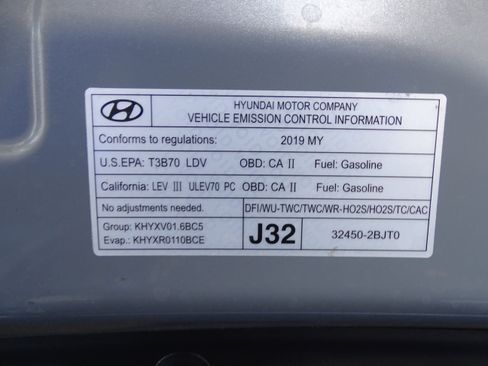 HYUNDAI MOTOR COMPANY
VEHICLE EMISSION CONTROL INFORMATION
Conforms to regulations: 2019 MY
U.S.EPA: T3B70 LDV OBD: CA II Fuel: Gasoline
California: LEV III ULEV70 PC OBD: CA II Fuel: Gasoline
No adjustments needed. DFI/WU-TWC/TWC/WR-HO2S/HO2S/TC/CAC
Group: KHYXV01.6BC5
Evap.: KHYXR0110BCE
J32
32450-2BJT0